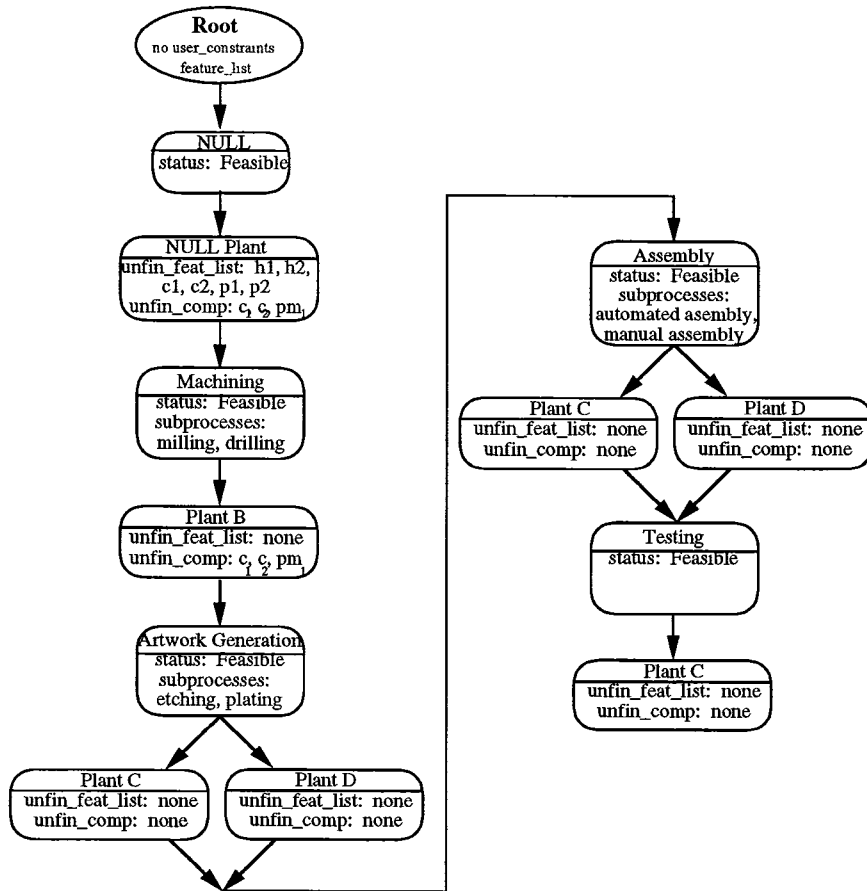 Root
no user_constraints
feature_list
NULL
status: Feasible
NULL Plant
unfin_feat_list: h1, h2,
c1, c2, p1, p2
unfin_comp: c₁, c₂, pm₁
Machining
status: Feasible
subprocesses:
milling, drilling
Plant B
unfin_feat_list: none
unfin_comp: c₁, c₂, pm₁
Artwork Generation
status: Feasible
subprocesses:
etching, plating
Plant C
unfin_feat_list: none
unfin_comp: none
Plant D
unfin_feat_list: none
unfin_comp: none
Assembly
status: Feasible
subprocesses:
automated asembly,
manual assembly
Plant C
unfin_feat_list: none
unfin_comp: none
Plant D
unfin_feat_list: none
unfin_comp: none
Testing
status: Feasible
Plant C
unfin_feat_list: none
unfin_comp: none